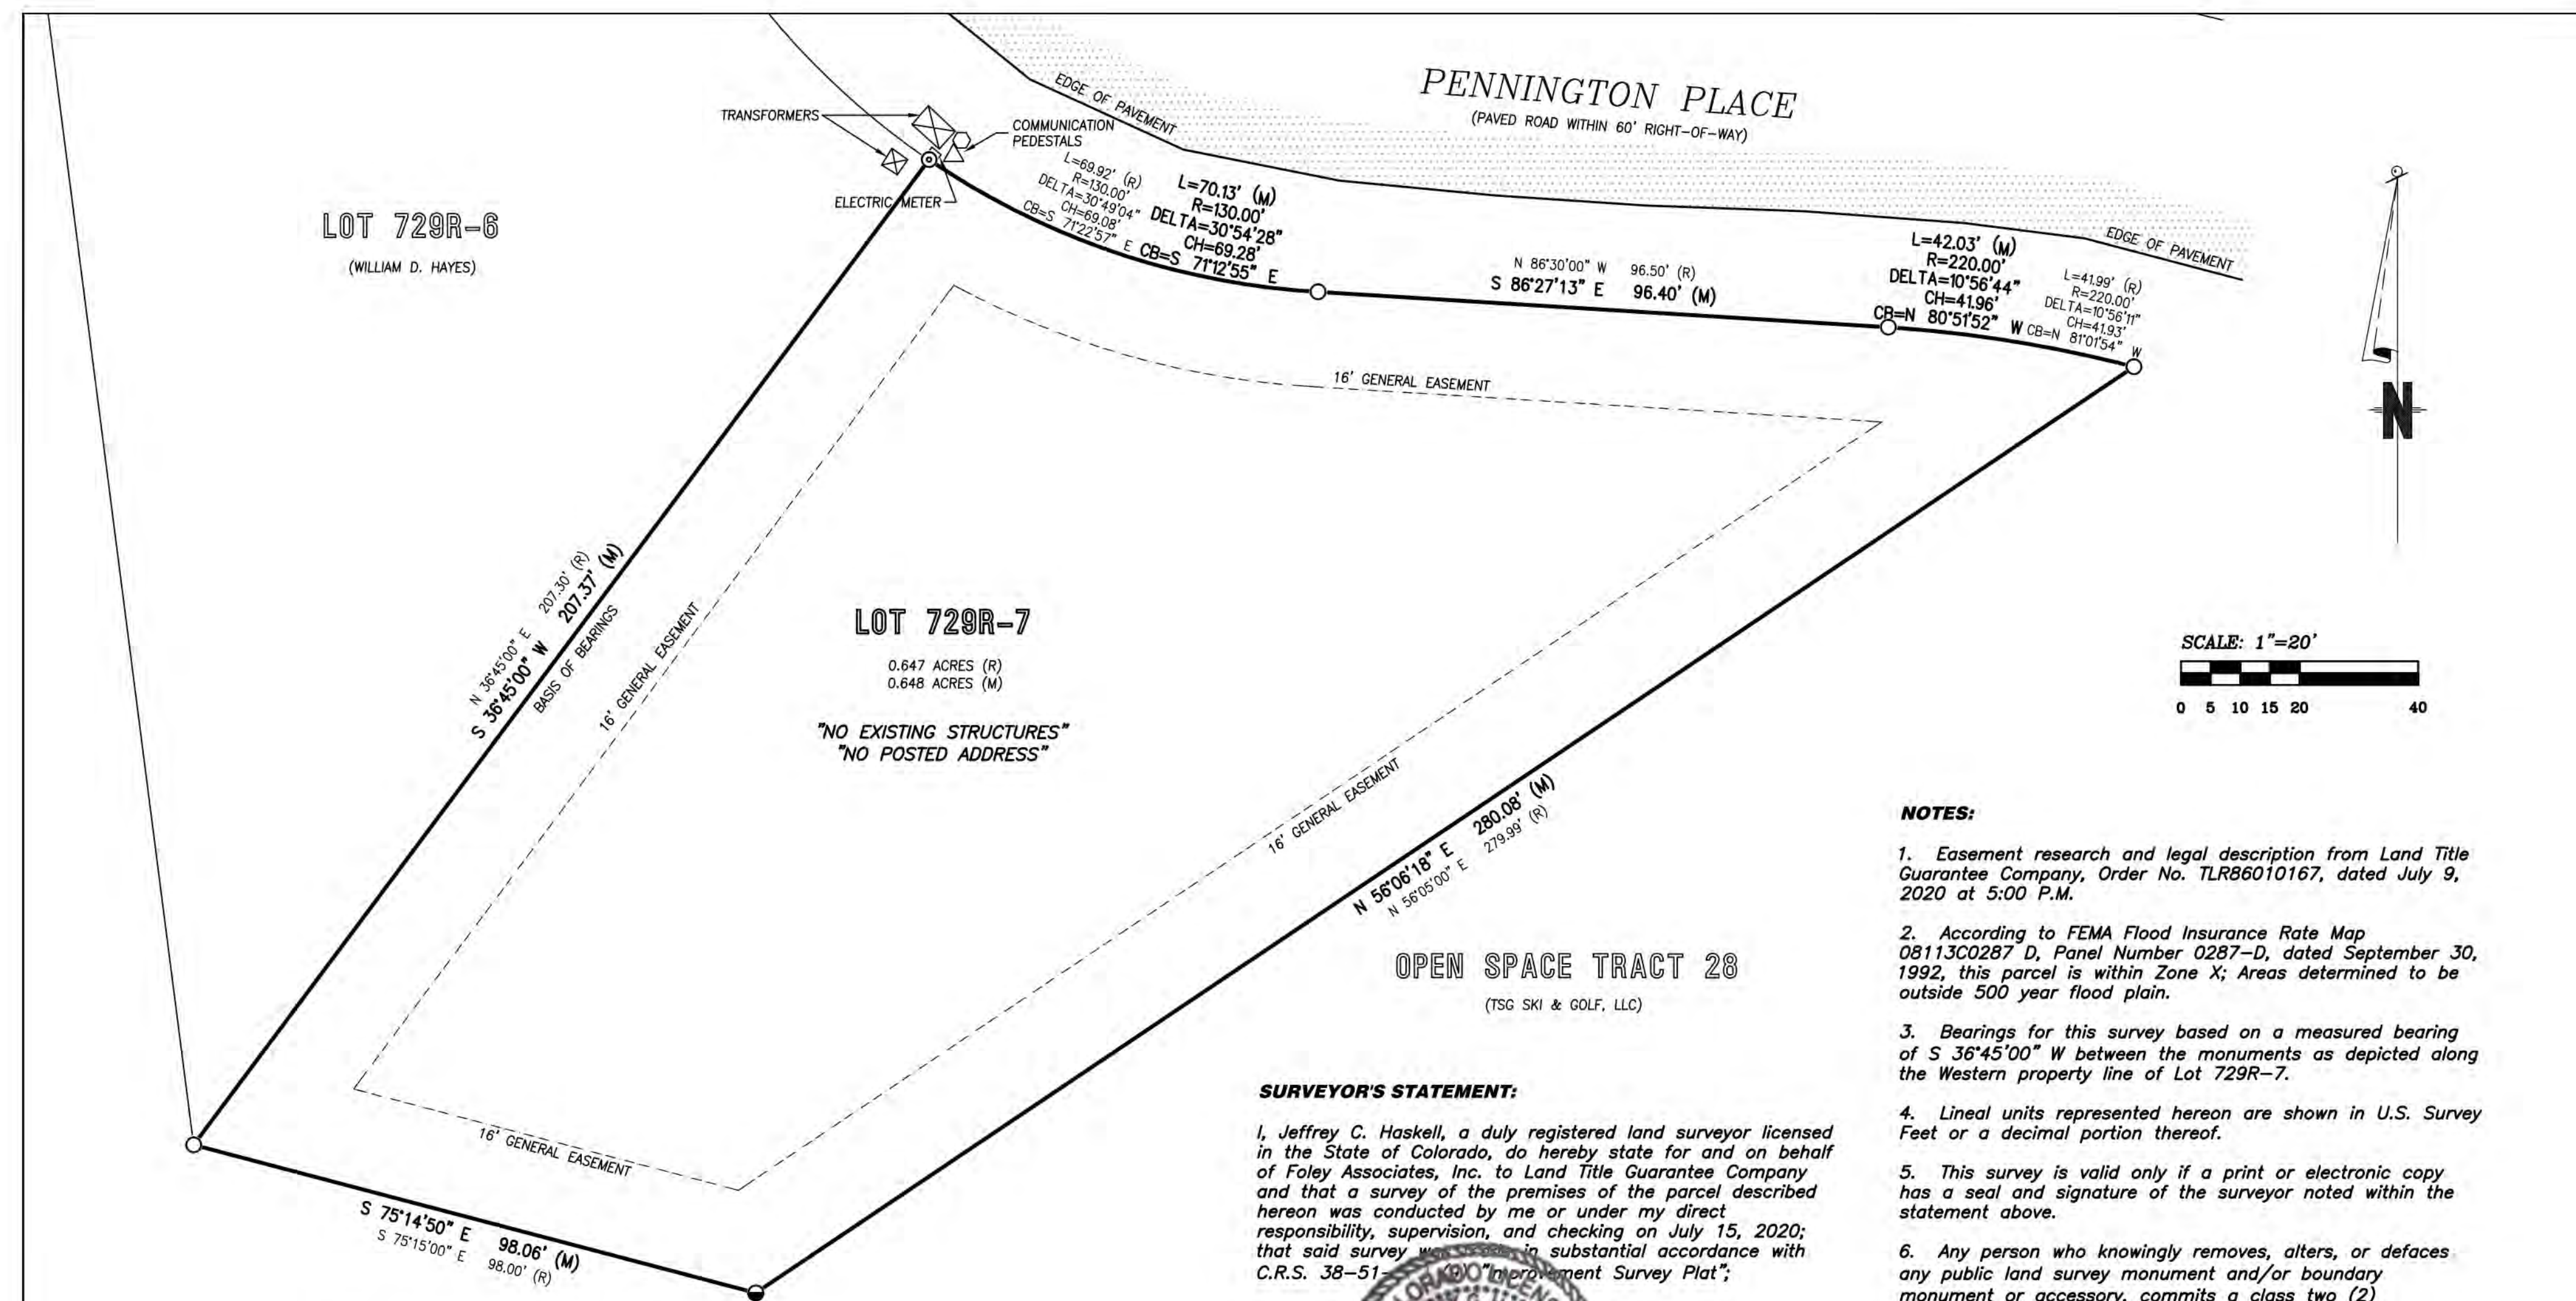 PENNINGTON PLACE
(PAVED ROAD WITHIN 60' RIGHT-OF-WAY)
EDGE OF PAVEMENT
EDGE OF PAVEMENT
TRANSFORMERS
COMMUNICATION
PEDESTALS
ELECTRIC METER
L=69.92' (R)
R=130.00'
DELTA=30°49'04"
CH=69.08'
CB=S 71°22'57" E
L=70.13' (M)
R=130.00'
DELTA=30°54'28"
CH=69.28'
CB=S 71°12'55" E
N 86°30'00" W 96.50' (R)
S 86°27'13" E 96.40' (M)
L=42.03' (M)
R=220.00'
DELTA=10°56'44"
CH=41.96'
CB=N 80°51'52" W
L=41.99' (R)
R=220.00'
DELTA=10°56'11"
CH=41.93'
CB=N 81°01'54" W
LOT 729R-6
(WILLIAM D. HAYES)
16' GENERAL EASEMENT
N
N 36°45'00" E 207.30' (R)
S 36°45'00" W 207.37' (M)
BASIS OF BEARINGS
16' GENERAL EASEMENT
LOT 729R-7
0.647 ACRES (R)
0.648 ACRES (M)
"NO EXISTING STRUCTURES"
"NO POSTED ADDRESS"
SCALE: 1"=20'
0 5 10 15 20 40
16' GENERAL EASEMENT
N 56°06'18" E 280.08' (M)
N 56°05'00" E 279.99' (R)
OPEN SPACE TRACT 28
(TSG SKI & GOLF, LLC)
16' GENERAL EASEMENT
S 75°14'50" E 98.06' (M)
S 75°15'00" E 98.00' (R)
SURVEYOR'S STATEMENT:
I, Jeffrey C. Haskell, a duly registered land surveyor licensed
in the State of Colorado, do hereby state for and on behalf
of Foley Associates, Inc. to Land Title Guarantee Company
and that a survey of the premises of the parcel described
hereon was conducted by me or under my direct
responsibility, supervision, and checking on July 15, 2020;
that said survey was in substantial accordance with
C.R.S. 38-51- "Improvement Survey Plat";
NOTES:
1. Easement research and legal description from Land Title
Guarantee Company, Order No. TLR86010167, dated July 9,
2020 at 5:00 P.M.
2. According to FEMA Flood Insurance Rate Map
08113C0287 D, Panel Number 0287-D, dated September 30,
1992, this parcel is within Zone X; Areas determined to be
outside 500 year flood plain.
3. Bearings for this survey based on a measured bearing
of S 36°45'00" W between the monuments as depicted along
the Western property line of Lot 729R-7.
4. Lineal units represented hereon are shown in U.S. Survey
Feet or a decimal portion thereof.
5. This survey is valid only if a print or electronic copy
has a seal and signature of the surveyor noted within the
statement above.
6. Any person who knowingly removes, alters, or defaces
any public land survey monument and/or boundary
monument or accessory, commits a class two (2)